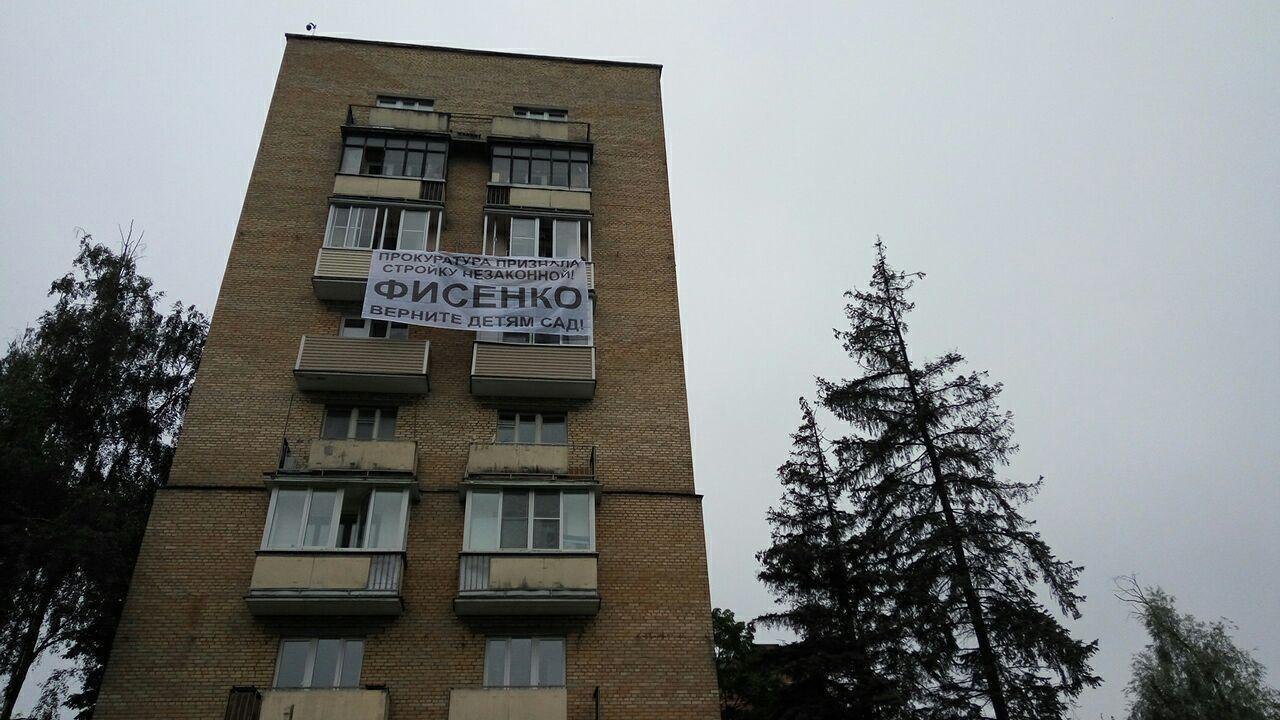 ПРОКУРАТУРА ПРИЗНАЛА
СТРОЙКУ НЕЗАКОННОЙ!
ФИСЕНКО
ВЕРНИТЕ ДЕТЯМ САД!